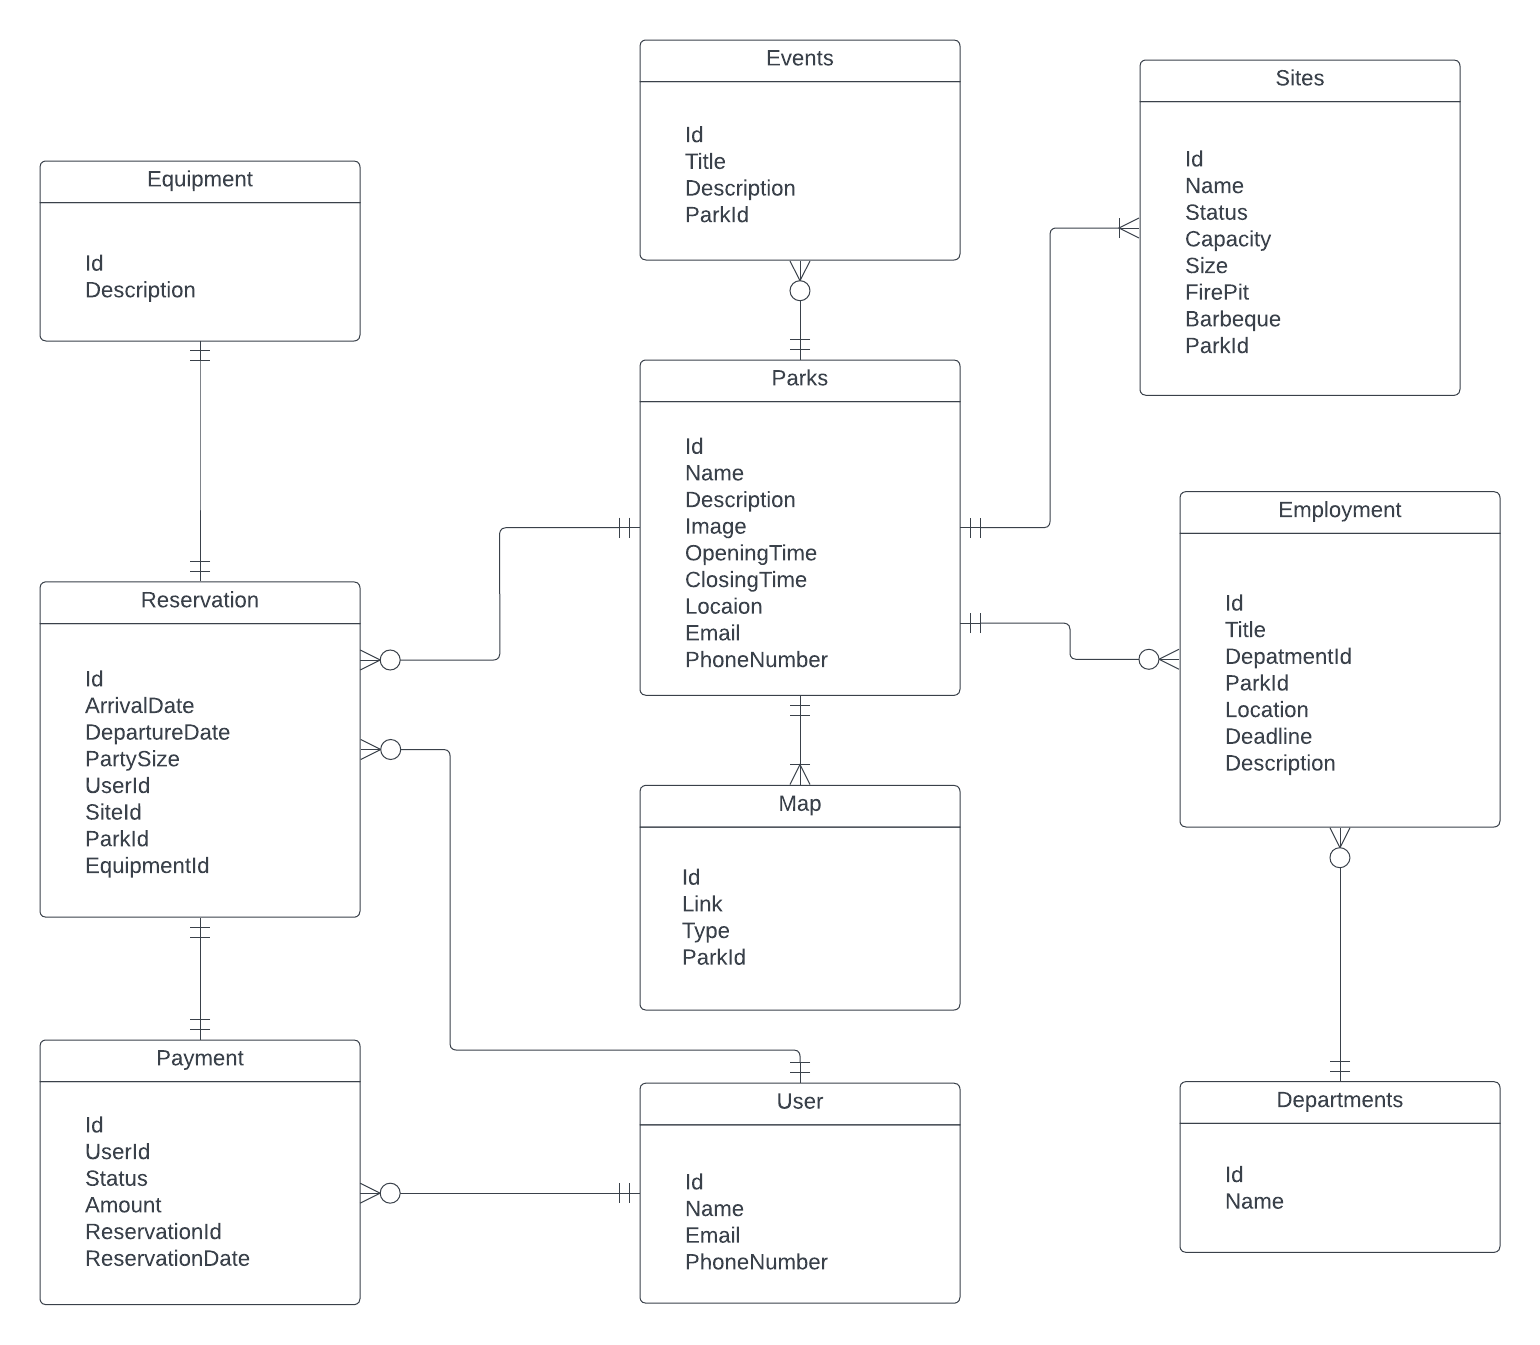 Events
Id
Title
Description
ParkId
Sites
Id
Name
Status
Capacity
Size
FirePit
Barbeque
ParkId
Equipment
Id
Description
Parks
Id
Name
Description
Image
OpeningTime
ClosingTime
Locaion
Email
PhoneNumber
Employment
Id
Title
DepatmentId
ParkId
Location
Deadline
Description
Reservation
Id
ArrivalDate
DepartureDate
PartySize
UserId
SiteId
ParkId
EquipmentId
Map
Id
Link
Type
ParkId
Payment
Id
UserId
Status
Amount
ReservationId
ReservationDate
User
Id
Name
Email
PhoneNumber
Departments
Id
Name